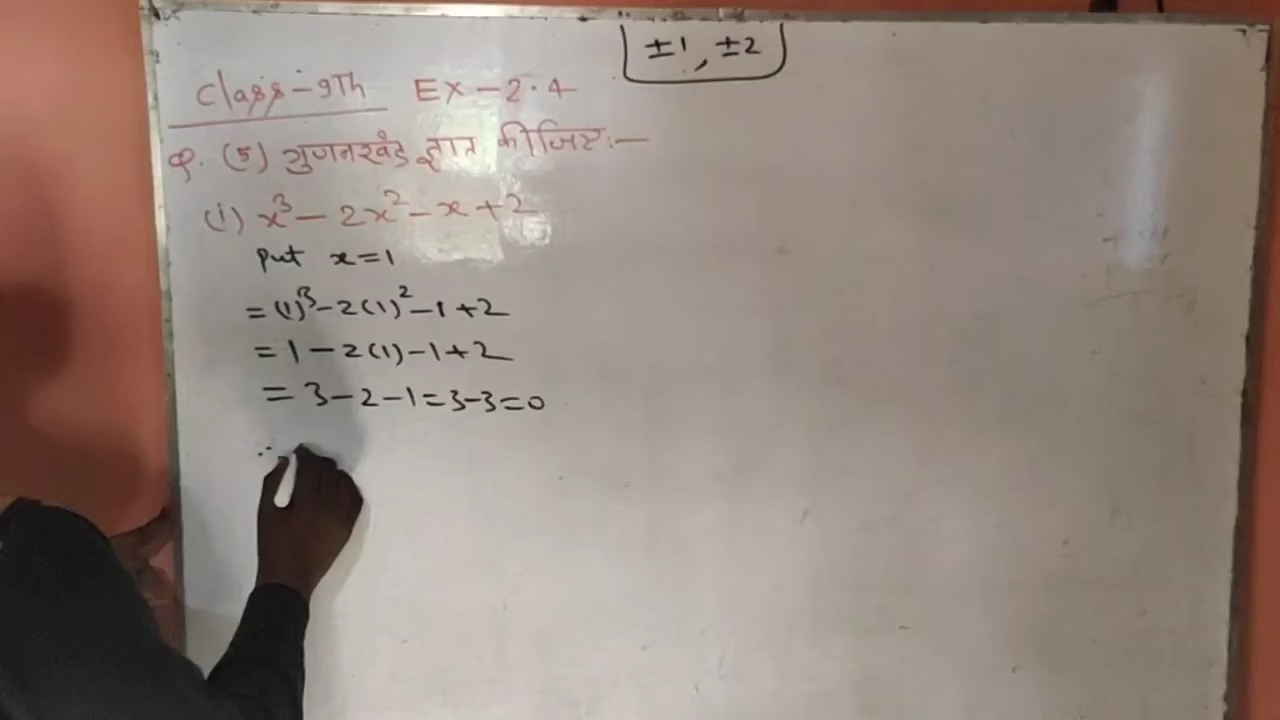 ±1, ±2
Class-9Th Ex-2.4
Q. (5) गुणनखंड ज्ञात कीजिए:-
(i) x³ - 2x² - x + 2
Put x=1
= (1)³ - 2(1)² - 1 + 2
= 1 - 2(1) - 1 + 2
= 3 - 2 - 1 = 3 - 3 = 0
∴